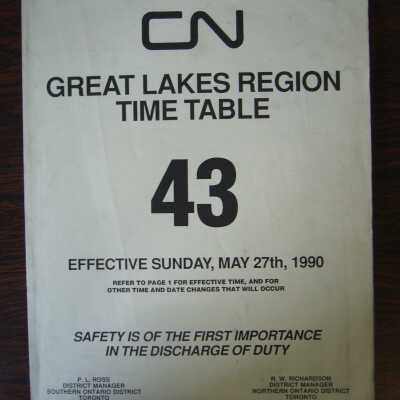 CN
GREAT LAKES REGION
TIME TABLE
43
EFFECTIVE SUNDAY, MAY 27th, 1990
REFER TO PAGE 1 FOR EFFECTIVE TIME, AND FOR
OTHER TIME AND DATE CHANGES THAT WILL OCCUR
SAFETY IS OF THE FIRST IMPORTANCE
IN THE DISCHARGE OF DUTY
P. L. ROSS
DISTRICT MANAGER
SOUTHERN ONTARIO DISTRICT
TORONTO
R. W. RICHARDSON
DISTRICT MANAGER
NORTHERN ONTARIO DISTRICT
TORONTO